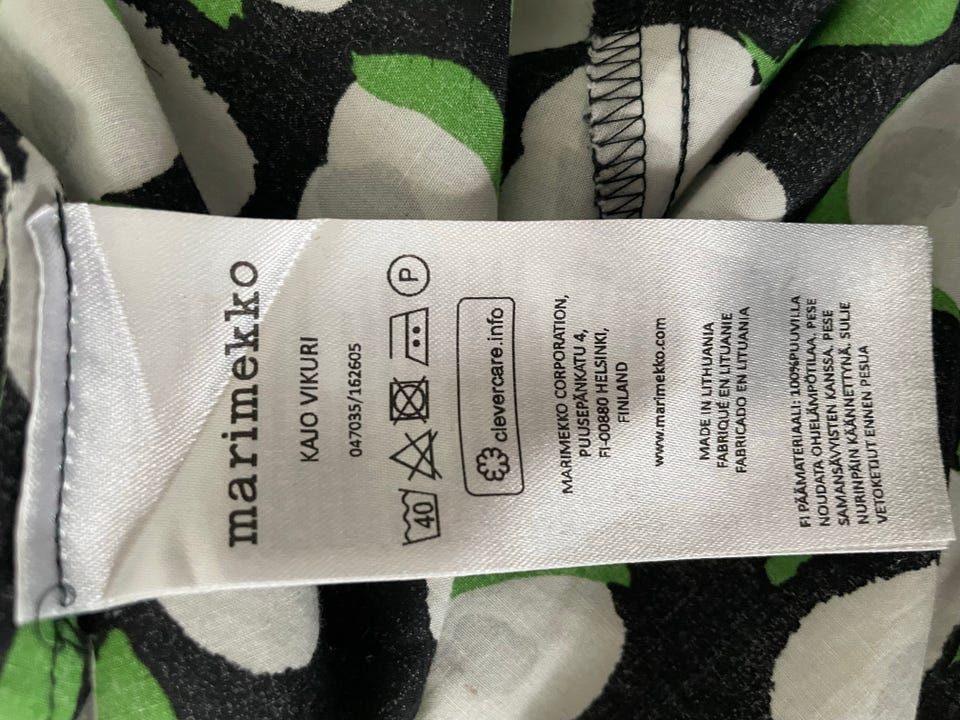 marimekko
KAJO VIKURI
047035/162605
40 P
clevercare.info
MARIMEKKO CORPORATION,
PUUSEPÄNKATU 4,
FI-00880 HELSINKI,
FINLAND
www.marimekko.com
MADE IN LITHUANIA
FABRIQUÉ EN LITUANIE
FABRICADO EN LITUANIA
FI PÄÄMATERIAALI: 100%PUUVILLA
NOUDATA OHJELÄMPÖTILAA, PESE
SAMANSÄVYISTEN KANSSA, PESE
NURINPÄIN KÄÄNNETTYNÄ, SULJE
VETOKETJUT ENNEN PESUA